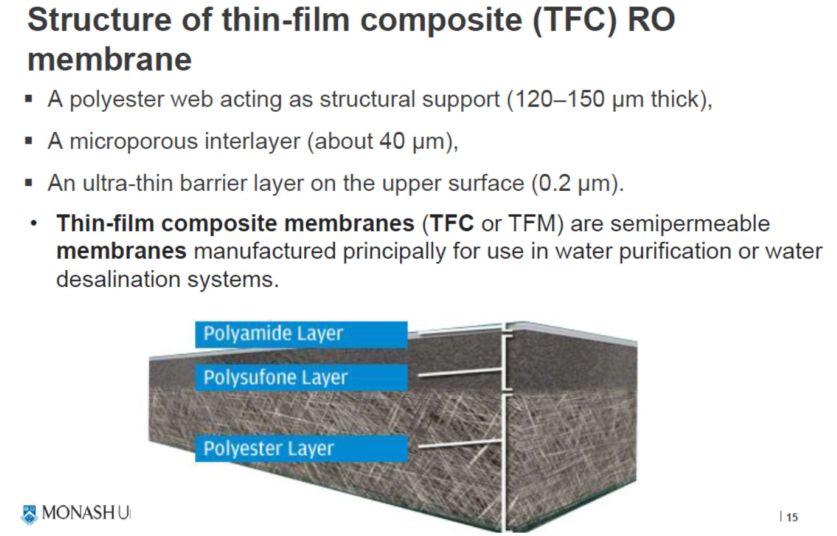 Structure of thin-film composite (TFC) RO
membrane
▪ A polyester web acting as structural support (120–150 μm thick),
▪ A microporous interlayer (about 40 μm),
▪ An ultra-thin barrier layer on the upper surface (0.2 μm).
• Thin-film composite membranes (TFC or TFM) are semipermeable
membranes manufactured principally for use in water purification or water
desalination systems.
Polyamide Layer
Polysufone Layer
Polyester Layer
MONASH U
| 15